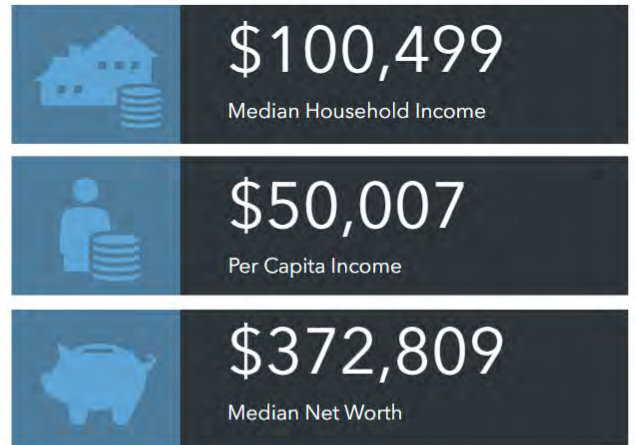 $100,499
Median Household Income
$50,007
Per Capita Income
$372,809
Median Net Worth